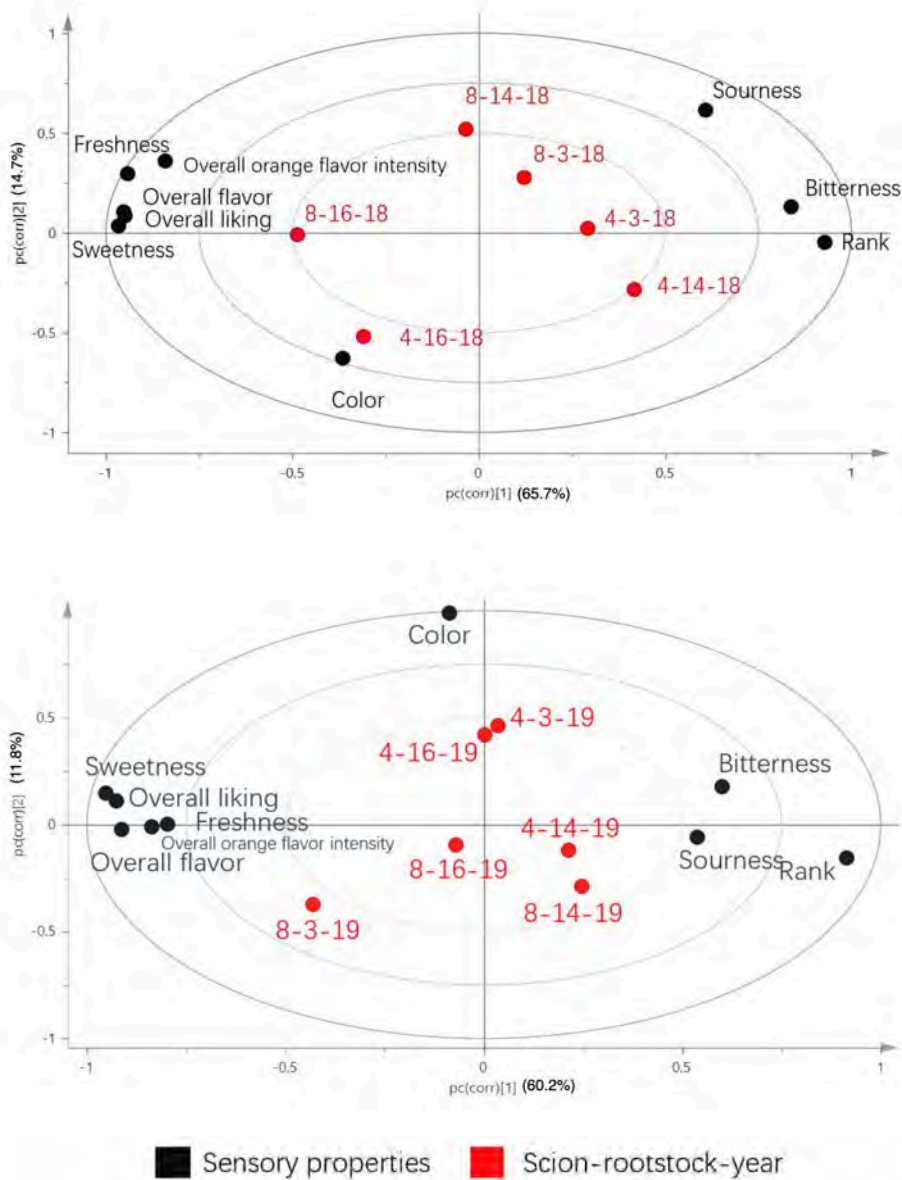 1
8-14-18
Sourness
0.5
Freshness
Overall orange flavor intensity
8-3-18
Overall flavor
Bitterness
Overall liking
8-16-18
4-3-18
0
Sweetness
Rank
4-14-18
-0.5
4-16-18
Color
-1
pc(corr)[2] (14.7%)
-1
-0.5
0
0.5
1
pc(corr)[1] (65.7%)
Color
0.5
4-3-19
4-16-19
Sweetness
Bitterness
Overall liking
Freshness
4-14-19
0
Overall orange flavor intensity
Overall flavor
8-16-19
Sourness
Rank
8-14-19
8-3-19
-0.5
-1
pc(corr)[2] (11.8%)
-1
-0.5
0
0.5
1
pc(corr)[1] (60.2%)
Sensory properties
Scion-rootstock-year